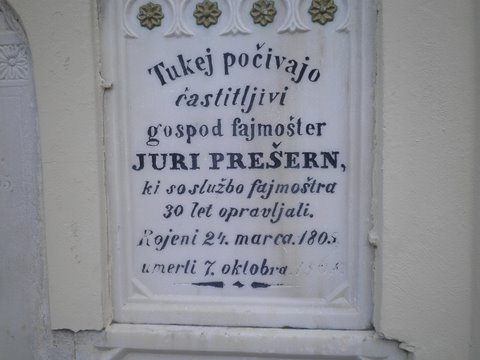 Tukej počivajo
častitljivi
gospod fajmošter
JURI PREŠERN,
ki so službo fajmoštra
30 let opravljali.
Rojeni 24. marca. 1805.
umerli 7. oktobra